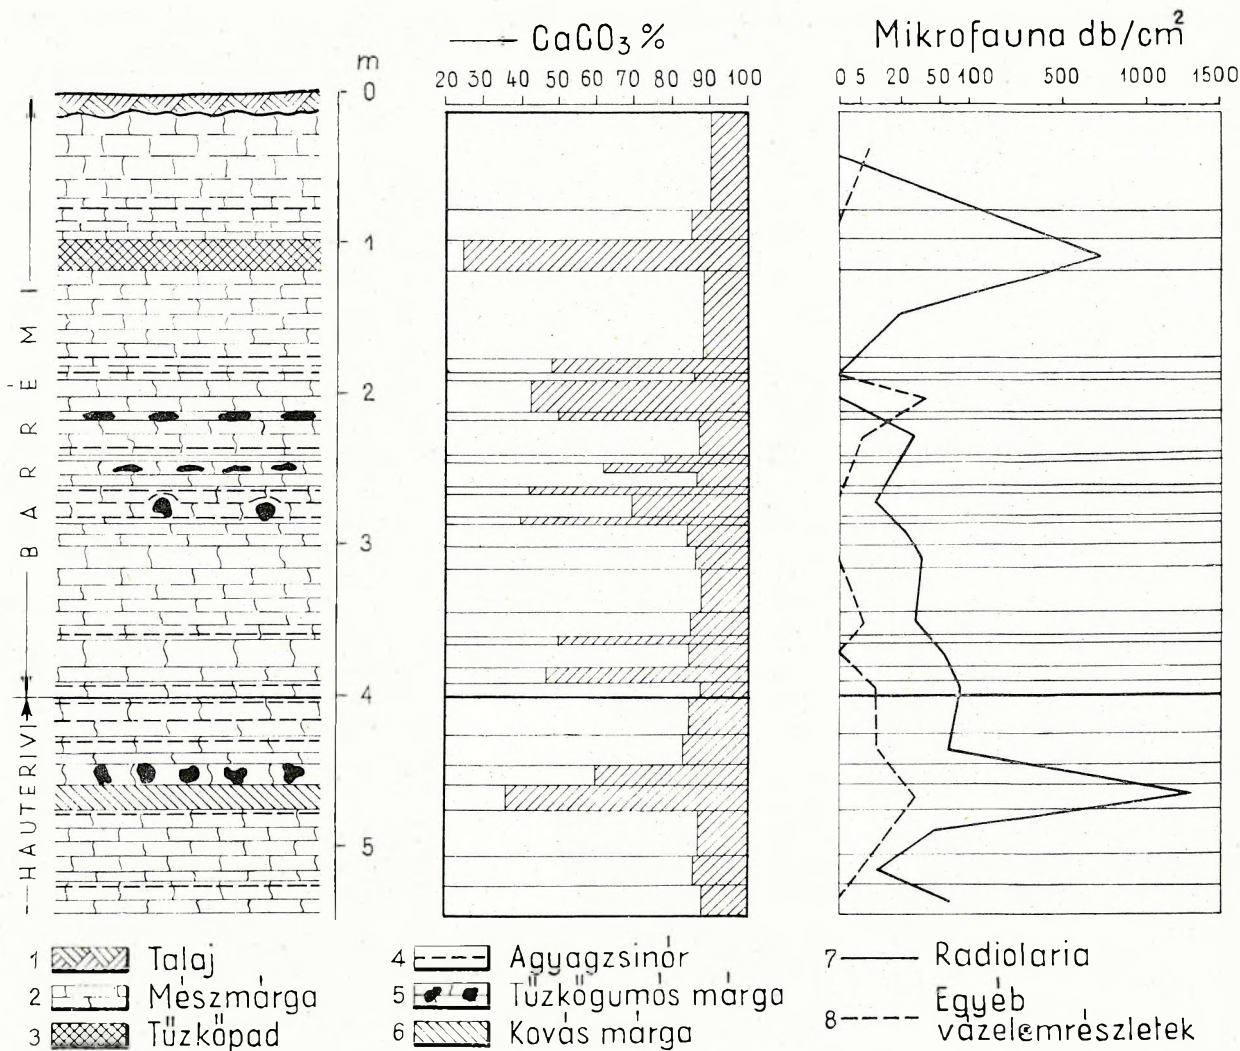 CaCO₃ %
20 30 40 60 70 80 90 100
Mikrofauna db/cm²
0 5 20 50 100 500 1000 1500
m
0
1
2
3
4
5
BARRÉMI
HAUTERIVI
1 Talaj
2 Mészmárga
3 Tűzkőpad
4 Agyagzsinór
5 Tűzkőgumós márga
6 Kovás márga
7 Radiolaria
8 Egyéb
vázelemrészletek